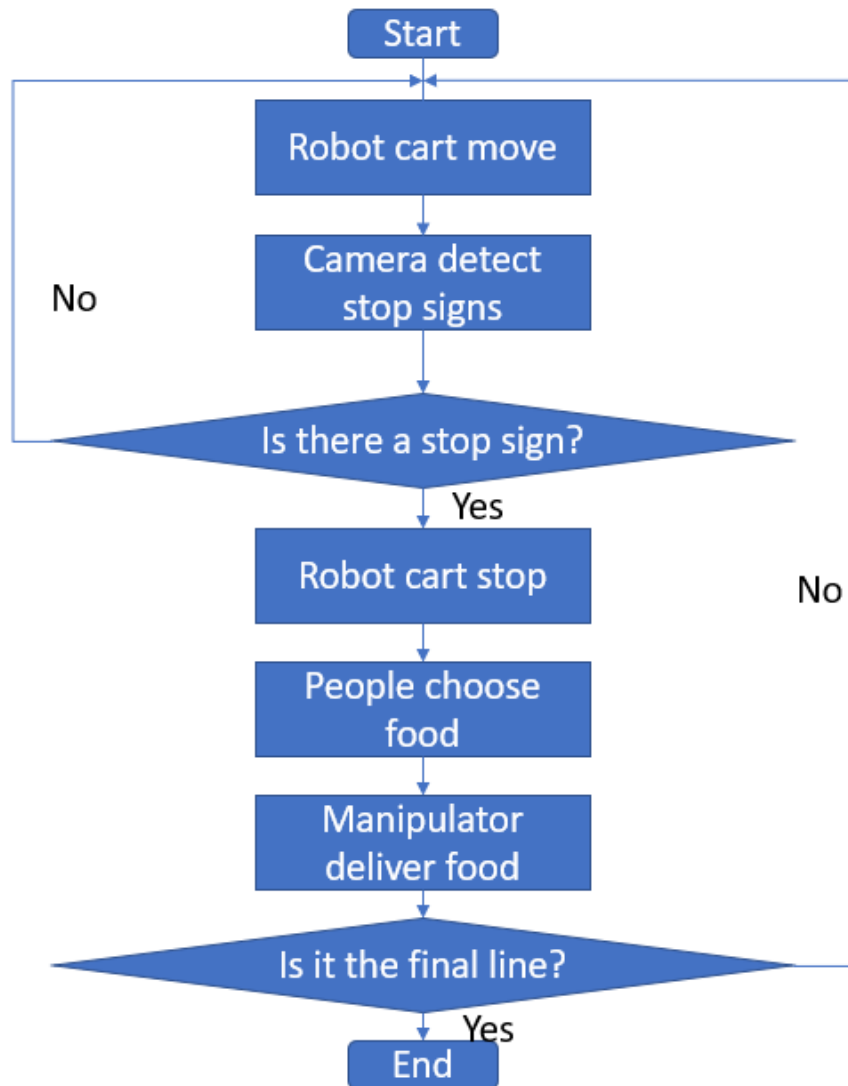 Start
Robot cart move
Camera detect
stop signs
No
Is there a stop sign?
Yes
Robot cart stop
No
People choose
food
Manipulator
deliver food
Is it the final line?
Yes
End